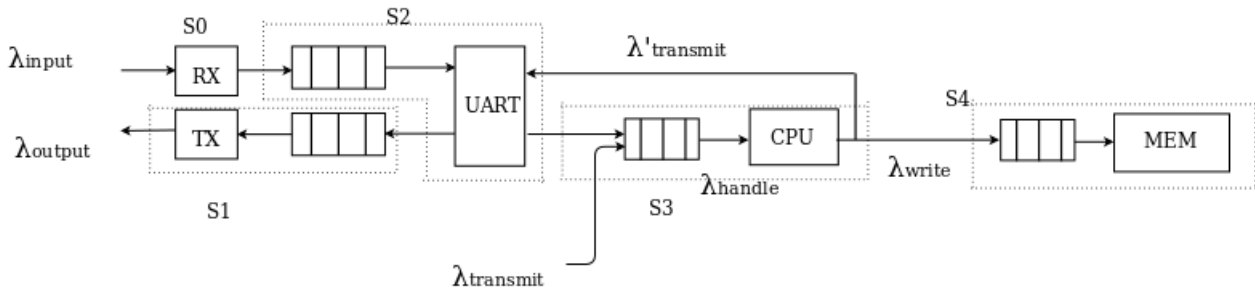 S0
S2
λinput
RX
λ'transmit
UART
S4
TX
CPU
MEM
λoutput
λhandle
λwrite
S1
S3
λtransmit